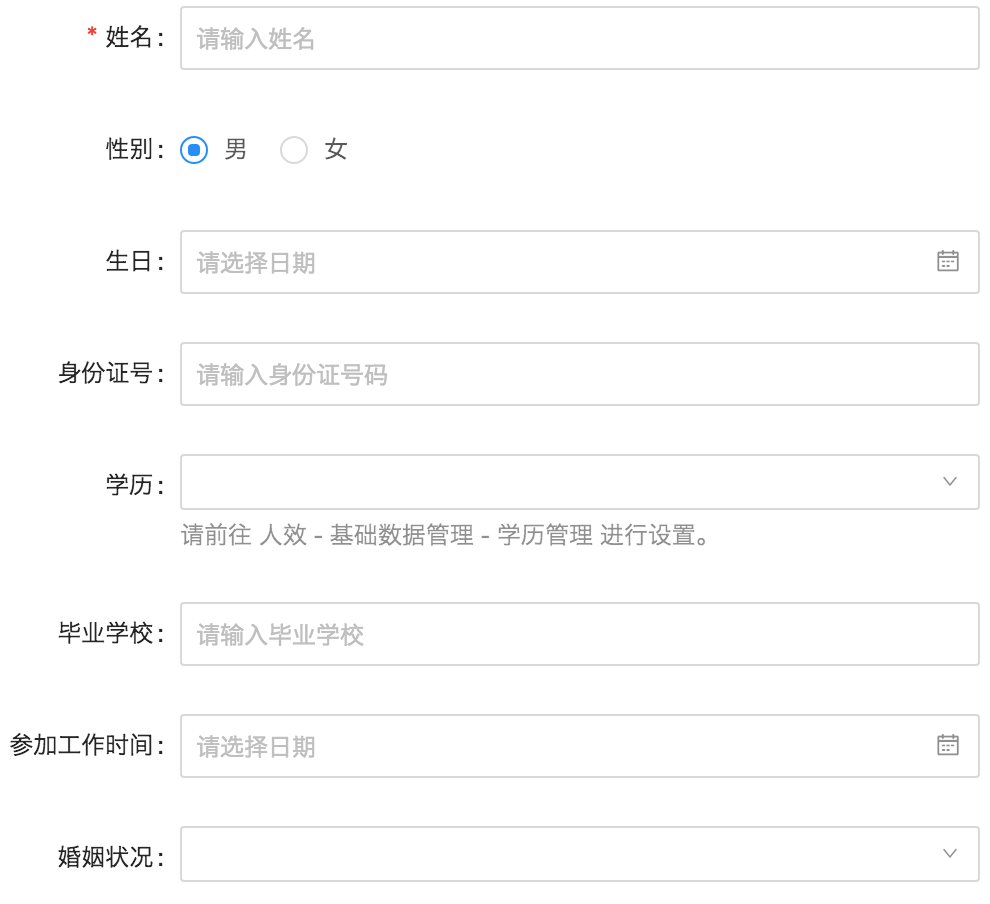 * 姓名： 请输入姓名
性别： 男 女
生日： 请选择日期
身份证号： 请输入身份证号码
学历：
请前往 人效 - 基础数据管理 - 学历管理 进行设置。
毕业学校： 请输入毕业学校
参加工作时间： 请选择日期
婚姻状况：